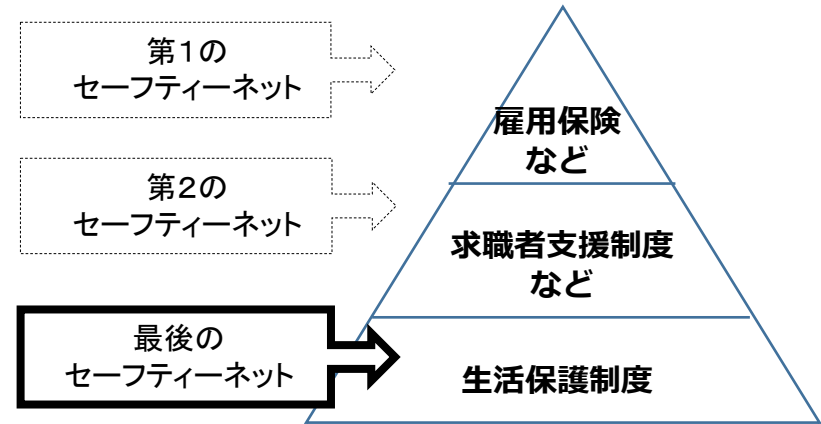 第１の
セーフティーネット
雇用保険
など
第２の
セーフティーネット
求職者支援制度
など
最後の
セーフティーネット
生活保護制度